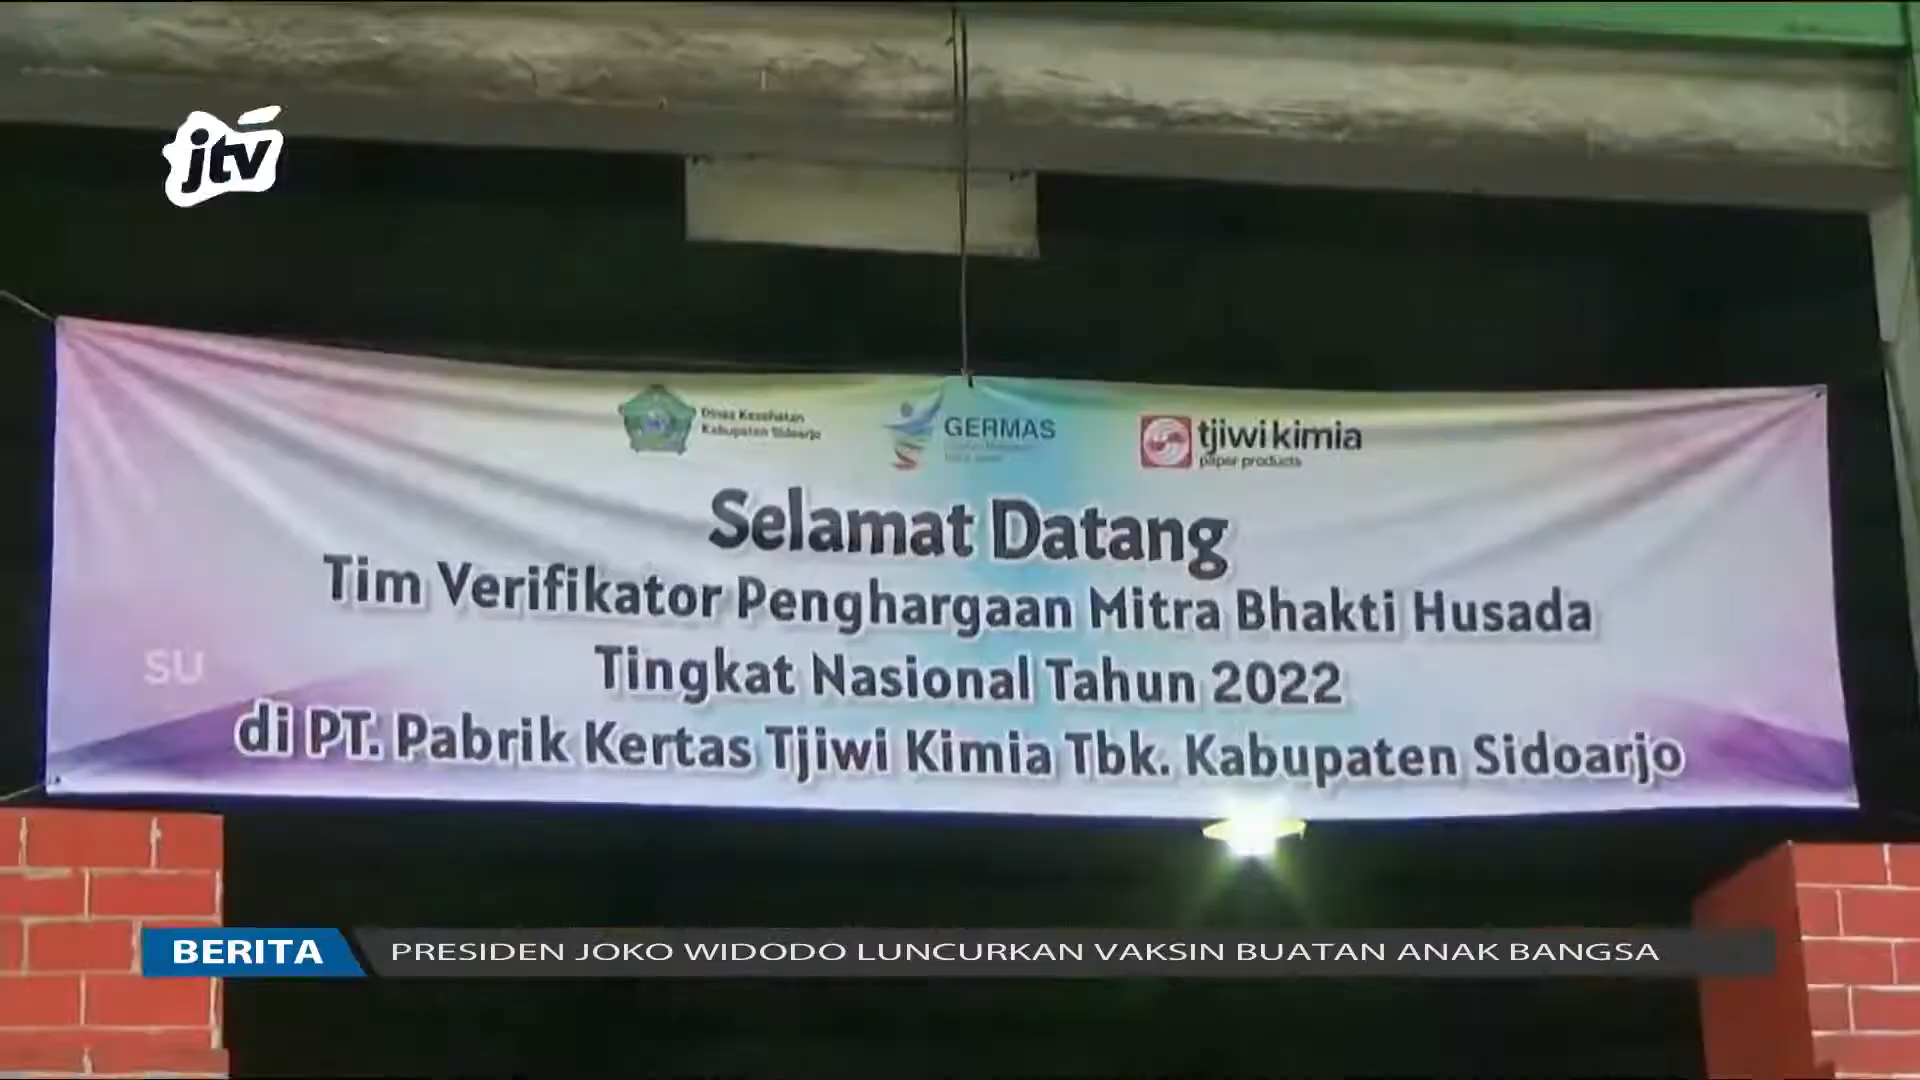 jtv
Dinas Kesehatan
Kabupaten Sidoarjo
GERMAS
tjiwi kimia
paper products
Selamat Datang
Tim Verifikator Penghargaan Mitra Bhakti Husada
Tingkat Nasional Tahun 2022
di PT. Pabrik Kertas Tjiwi Kimia Tbk. Kabupaten Sidoarjo
SU
BERITA
PRESIDEN JOKO WIDODO LUNCURKAN VAKSIN BUATAN ANAK BANGSA